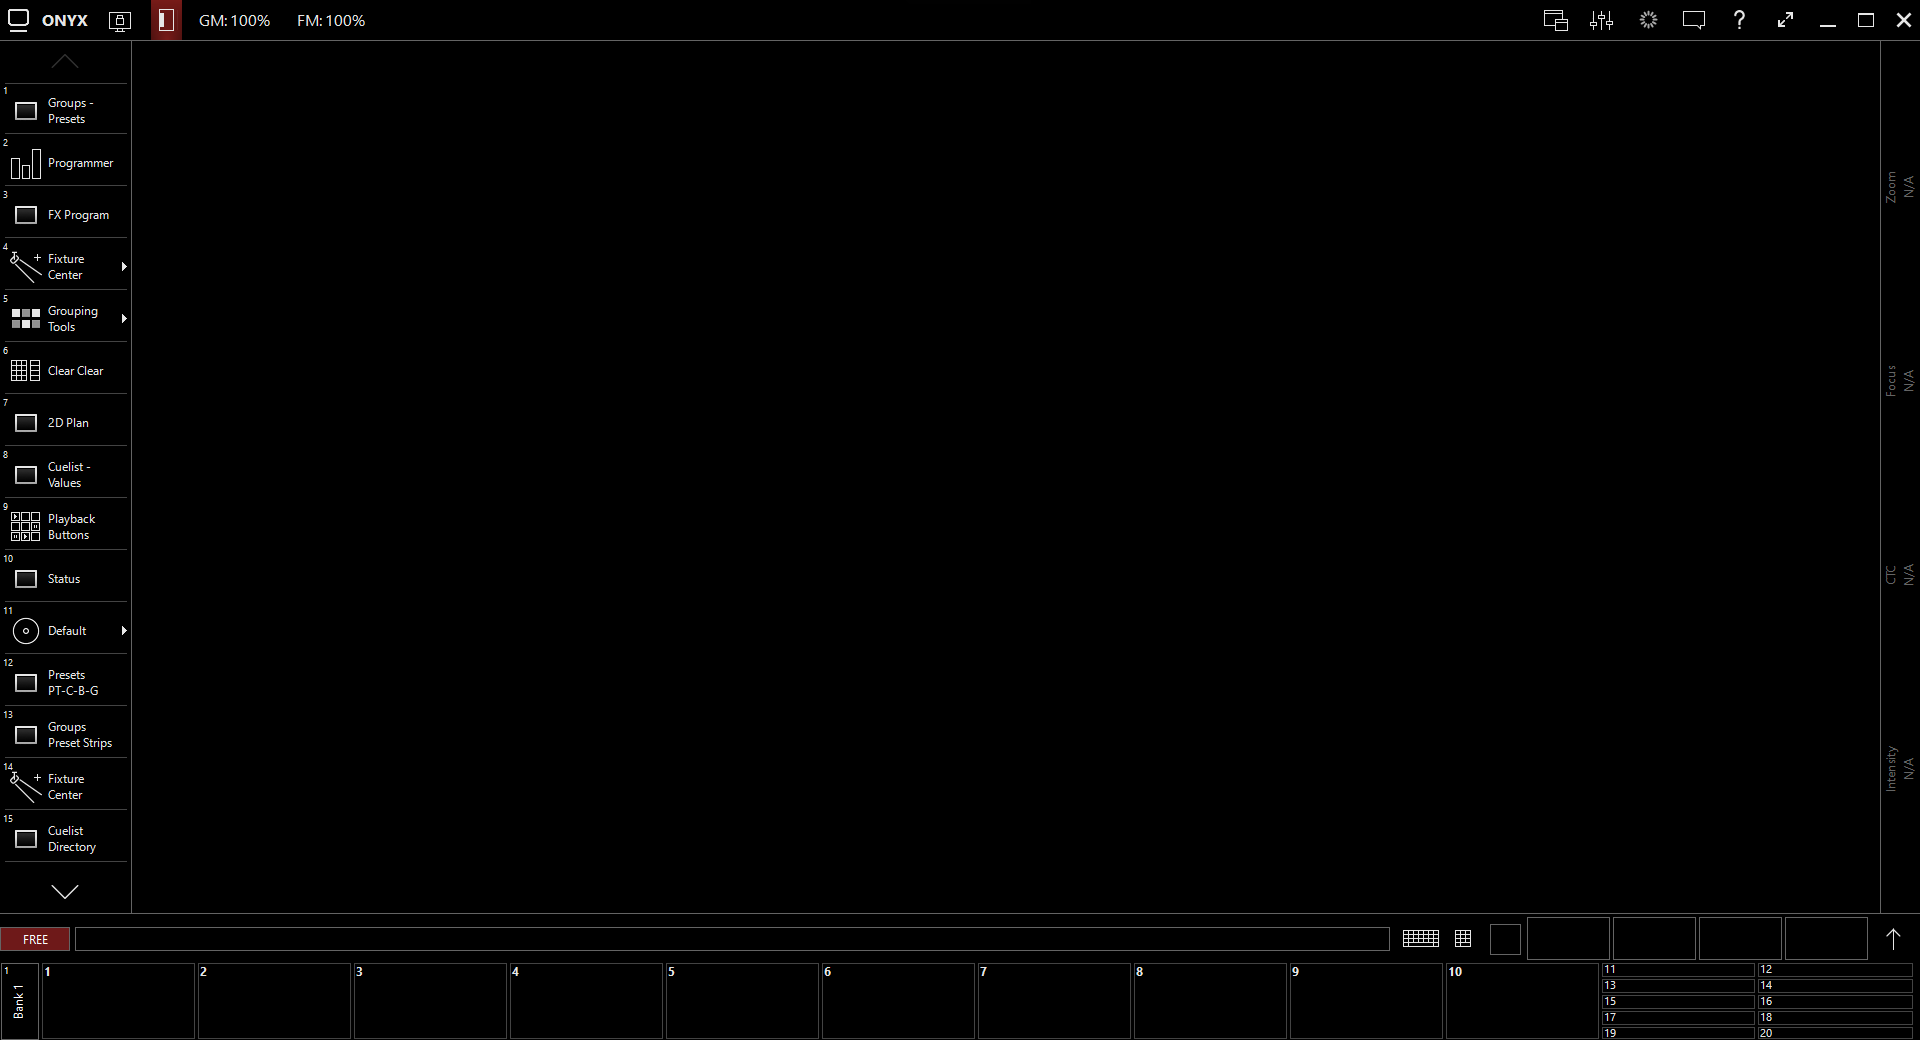 ONYX
GM: 100%
FM: 100%
?
1
Groups -
Presets
2
Programmer
3
FX Program
4
Fixture
Center
5
Grouping
Tools
6
Clear Clear
7
2D Plan
8
Cuelist -
Values
9
Playback
Buttons
10
Status
11
Default
12
Presets
PT-C-B-G
13
Groups
Preset Strips
14
Fixture
Center
15
Cuelist
Directory
Zoom
N/A
Focus
N/A
CTC
N/A
Intensity
N/A
FREE
1
Bank 1
1
2
3
4
5
6
7
8
9
10
11
12
13
14
15
16
17
18
19
20